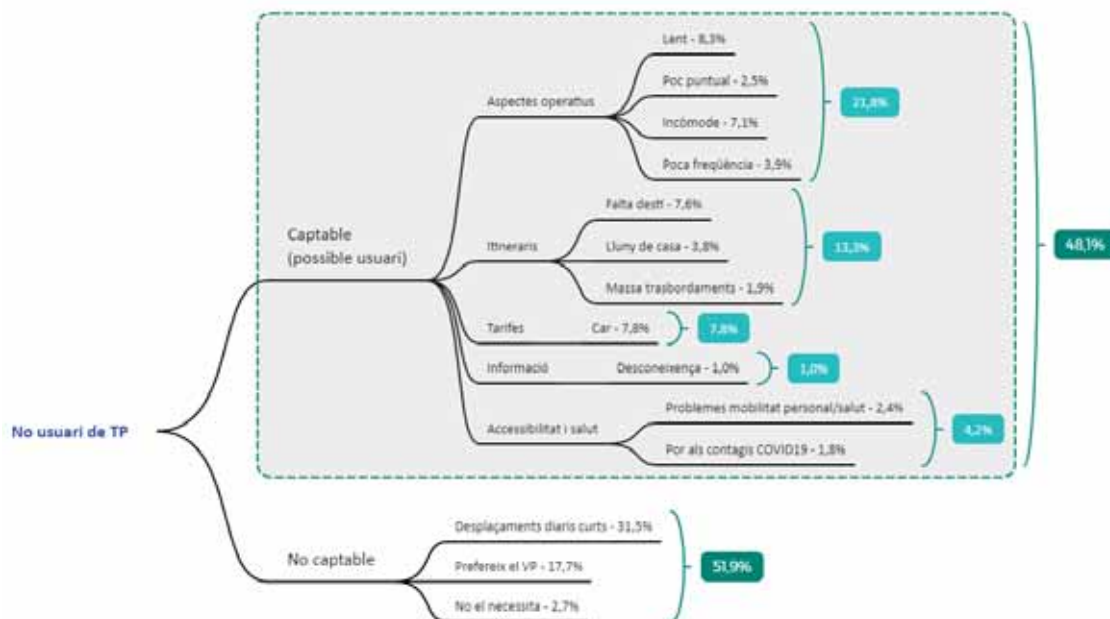 Lent - 8,3%
Poc puntual - 2,5%
Aspectes operatius
21,8%
Incòmode - 7,1%
Poca freqüència - 3,9%
Falta destí - 7,6%
Captable
(possible usuari)
Itineraris
Lluny de casa - 3,8%
13,3%
48,1%
Massa trasbordaments - 1,9%
Tarifes
Car - 7,8%
7,8%
Informació
Desconeixença - 1,0%
1,0%
Problemes mobilitat personal/salut - 2,4%
Accessibilitat i salut
4,2%
No usuari de TP
Por als contagis COVID19 - 1,8%
Desplaçaments diaris curts - 31,5%
No captable
Prefereix el VP - 17,7%
51,9%
No el necessita - 2,7%